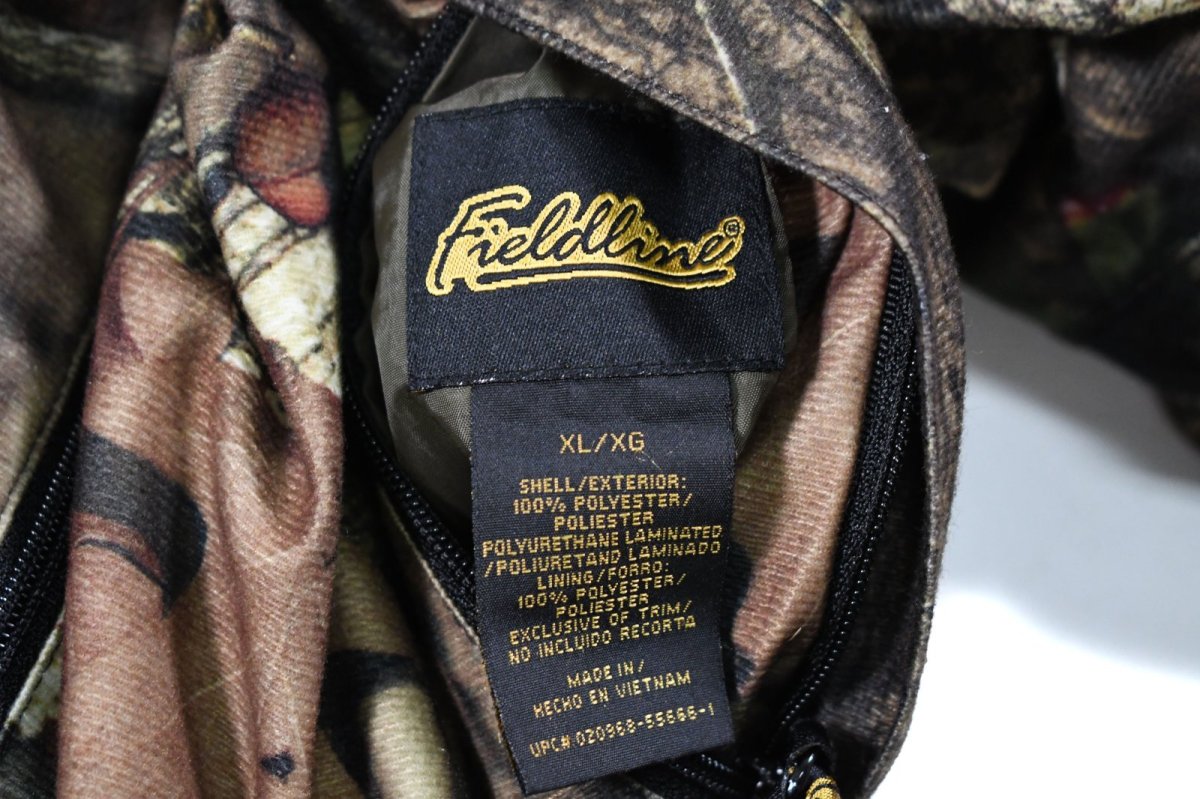 Fieldline®
XL/XG
SHELL/EXTERIOR:
100% POLYESTER/
POLIESTER
POLYURETHANE LAMINATED
/POLIURETANO LAMINADO
LINING/FORRO:
100% POLYESTER/
POLIESTER
EXCLUSIVE OF TRIM/
NO INCLUIDO RECORTA
MADE IN/
HECHO EN VIETNAM
UPC# 020968-55666-1